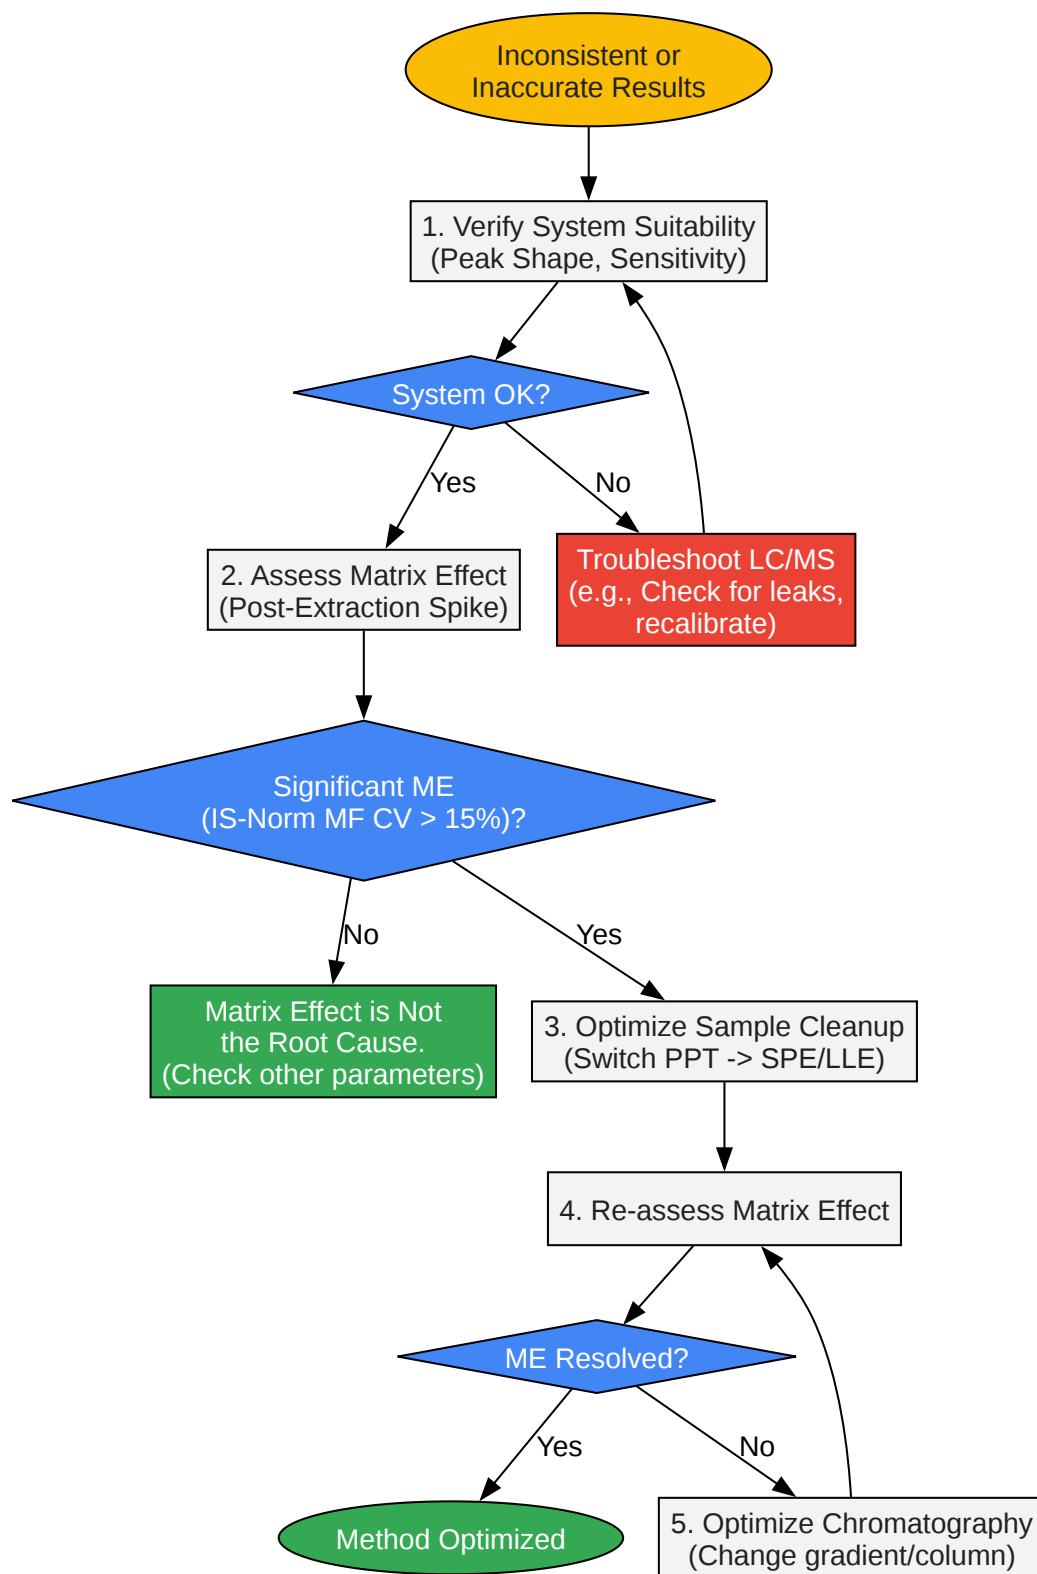 Inconsistent or
Inaccurate Results
1. Verify System Suitability
(Peak Shape, Sensitivity)
System OK?
Yes
No
2. Assess Matrix Effect
(Post-Extraction Spike)
Troubleshoot LC/MS
(e.g., Check for leaks,
recalibrate)
Significant ME
(IS-Norm MF CV > 15%)?
No
Yes
Matrix Effect is Not
the Root Cause.
(Check other parameters)
3. Optimize Sample Cleanup
(Switch PPT -> SPE/LLE)
4. Re-assess Matrix Effect
ME Resolved?
Yes
No
Method Optimized
5. Optimize Chromatography
(Change gradient/column)